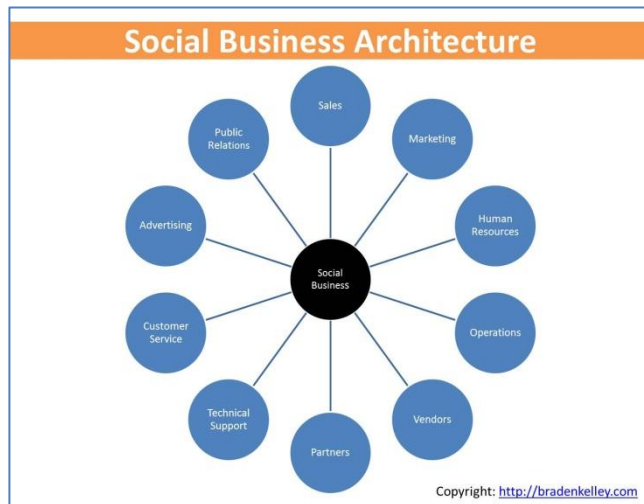 Social Business Architecture
Sales
Marketing
Human
Resources
Operations
Vendors
Partners
Technical
Support
Customer
Service
Advertising
Public
Relations
Social
Business
Copyright: http://bradenkelley.com